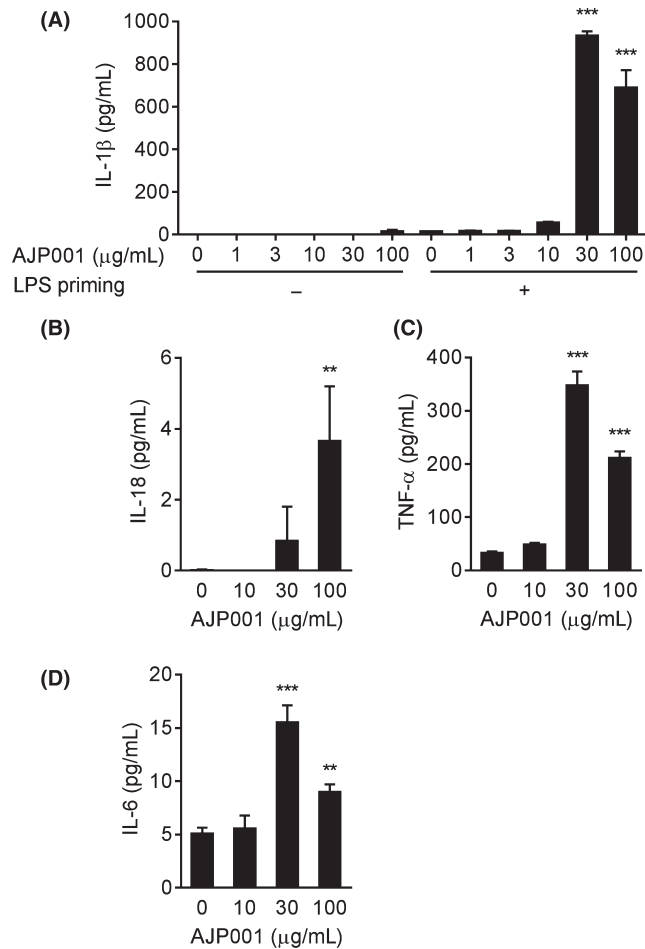 (A)
IL-1β (pg/mL)
1000
800
600
400
200
0
***
***
AJP001 (μg/mL) 0 1 3 10 30 100 0 1 3 10 30 100
LPS priming – +
(B)
IL-18 (pg/mL)
6
4
2
0
**
0 10 30 100
AJP001 (μg/mL)
(C)
TNF-α (pg/mL)
400
300
200
100
0
***
***
0 10 30 100
AJP001 (μg/mL)
(D)
IL-6 (pg/mL)
20
15
10
5
0
***
**
0 10 30 100
AJP001 (μg/mL)